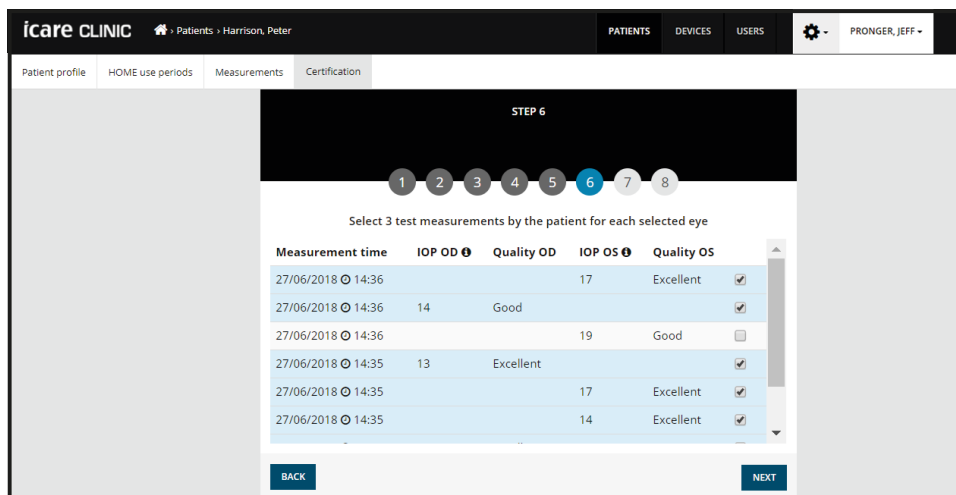 icare CLINIC › Patients › Harrison, Peter PATIENTS DEVICES USERS PRONGER, JEFF
Patient profile HOME use periods Measurements Certification
STEP 6
1 2 3 4 5 6 7 8
Select 3 test measurements by the patient for each selected eye
Measurement time IOP OD Quality OD IOP OS Quality OS
27/06/2018 14:36 17 Excellent
27/06/2018 14:36 14 Good
27/06/2018 14:36 19 Good
27/06/2018 14:35 13 Excellent
27/06/2018 14:35 17 Excellent
27/06/2018 14:35 14 Excellent
BACK NEXT